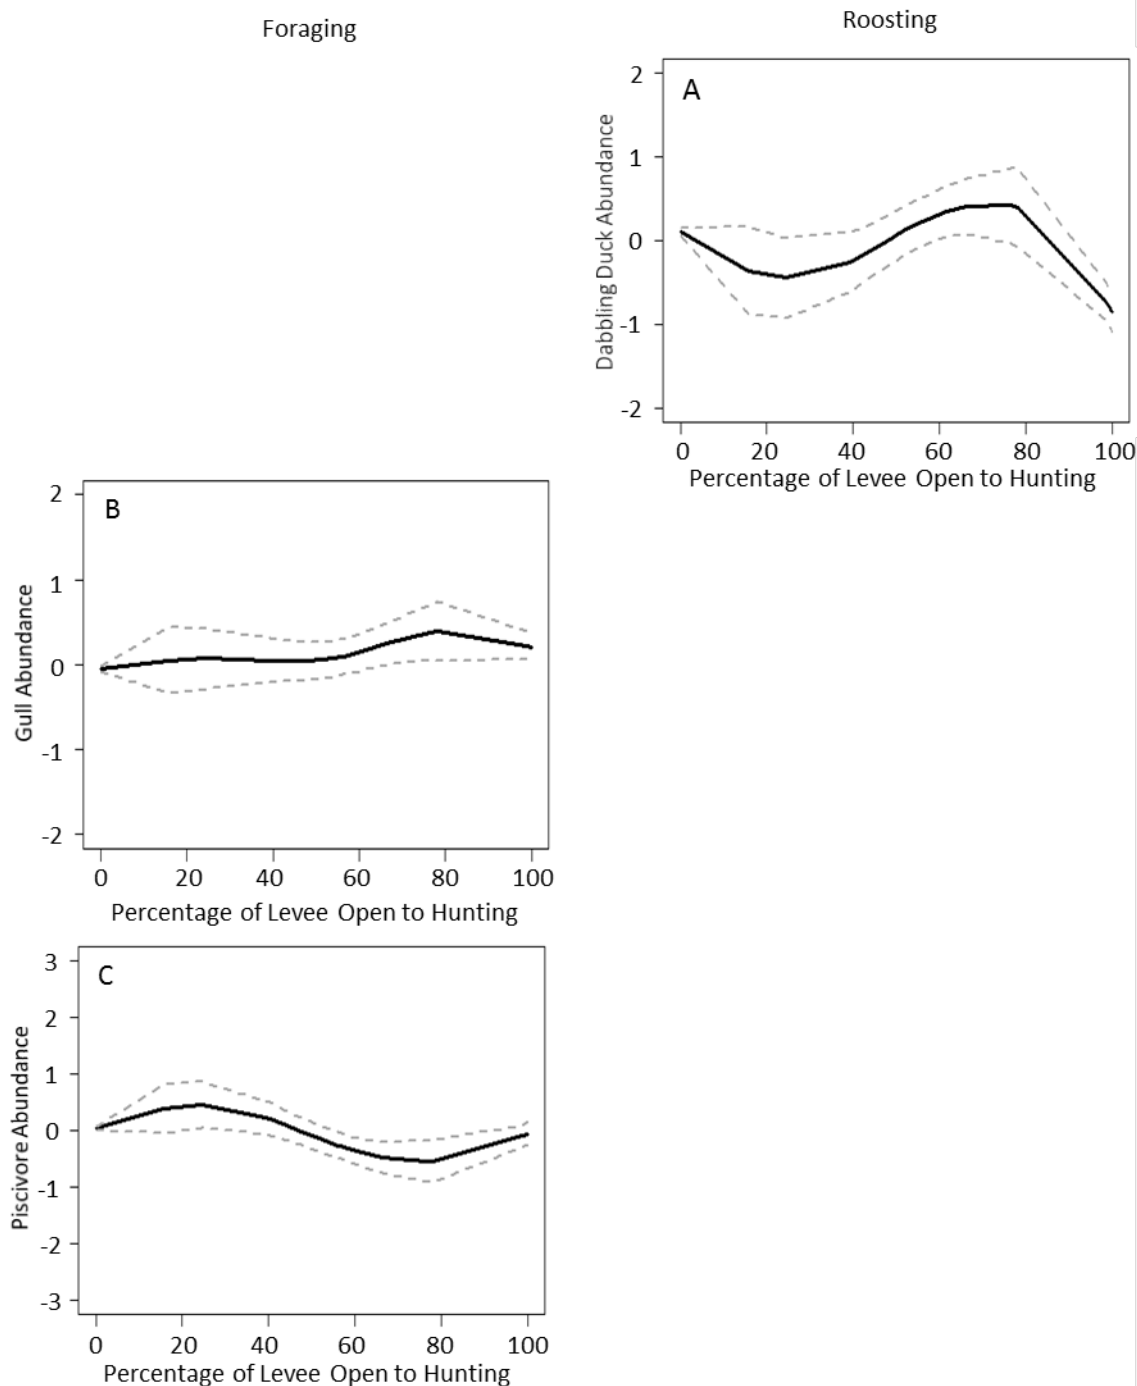 Foraging
Roosting
A
Dabbling Duck Abundance
2
1
0
-1
-2
0 20 40 60 80 100
Percentage of Levee Open to Hunting
B
Gull Abundance
2
1
0
-1
-2
0 20 40 60 80 100
Percentage of Levee Open to Hunting
C
Piscivore Abundance
3
2
1
0
-1
-2
-3
0 20 40 60 80 100
Percentage of Levee Open to Hunting